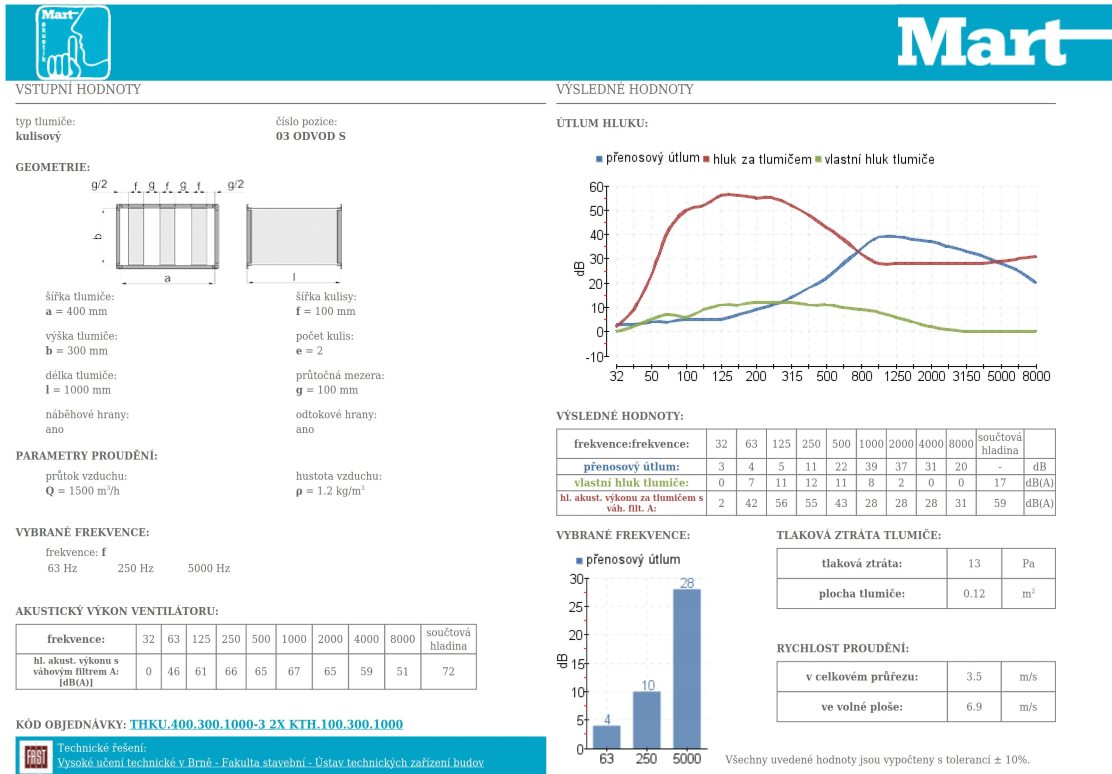 Mart
akustik
Mart
VSTUPNÍ HODNOTY
typ tlumiče:
kulisový
číslo pozice:
03 ODVOD S
GEOMETRIE:
g/2 f g f g f g/2
b
a
l
šířka tlumiče:
a = 400 mm
šířka kulisy:
f = 100 mm
výška tlumiče:
b = 300 mm
počet kulis:
e = 2
délka tlumiče:
l = 1000 mm
průtočná mezera:
g = 100 mm
náběhové hrany:
ano
odtokové hrany:
ano
PARAMETRY PROUDĚNÍ:
průtok vzduchu:
Q = 1500 m³/h
hustota vzduchu:
ρ = 1.2 kg/m³
VYBRANÉ FREKVENCE:
frekvence: f
63 Hz 250 Hz 5000 Hz
AKUSTICKÝ VÝKON VENTILÁTORU:
frekvence: 32 63 125 250 500 1000 2000 4000 8000 součtová
hladina
hl. akust. výkonu s
váhovým filtrem A:
[dB(A)] 0 46 61 66 65 67 65 59 51 72
KÓD OBJEDNÁVKY: THKU.400.300.1000-3 2X KTH.100.300.1000
FAST
Technické řešení:
Vysoké učení technické v Brně - Fakulta stavební - Ústav technických zařízení budov
VÝSLEDNÉ HODNOTY
ÚTLUM HLUKU:
přenosový útlum hluk za tlumičem vlastní hluk tlumiče
dB
60
50
40
30
20
10
0
-10
32 50 100 125 200 315 500 800 1250 2000 3150 5000 8000
VÝSLEDNÉ HODNOTY:
frekvence:frekvence: 32 63 125 250 500 1000 2000 4000 8000 součtová
hladina
přenosový útlum: 3 4 5 11 22 39 37 31 20 - dB
vlastní hluk tlumiče: 0 7 11 12 11 8 2 0 0 17 dB(A)
hl. akust. výkonu za tlumičem s
váh. filt. A: 2 42 56 55 43 28 28 28 31 59 dB(A)
VYBRANÉ FREKVENCE:
přenosový útlum
dB
30
25
20
15
10
5
0
4 10 28
63 250 5000
TLAKOVÁ ZTRÁTA TLUMIČE:
tlaková ztráta: 13 Pa
plocha tlumiče: 0.12 m²
RYCHLOST PROUDĚNÍ:
v celkovém průřezu: 3.5 m/s
ve volné ploše: 6.9 m/s
Všechny uvedené hodnoty jsou vypočteny s tolerancí ± 10%.